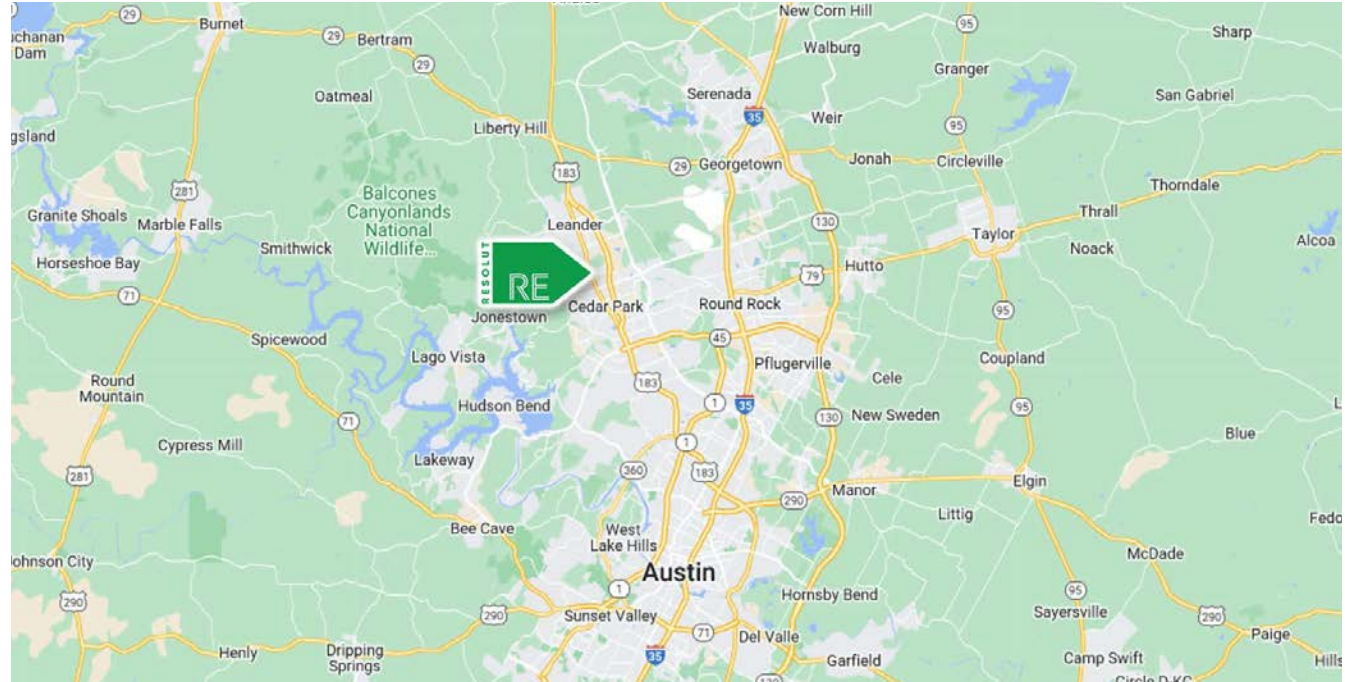 29
Burnet
New Corn Hill
95
Sharp
chanan
Dam
29
Bertram
Walburg
29
Granger
Oatmeal
Serenada
San Gabriel
35
Weir
gsland
Liberty Hill
95
29
Georgetown
Jonah
Circleville
183
281
Balcones
Canyonlands
National
Wildlife...
Thorndale
Granite Shoals
Marble Falls
Leander
130
Thrall
Taylor
Smithwick
Noack
Alcoa
Horseshoe Bay
RESOLUT
RE
79
Hutto
71
Cedar Park
Round Rock
Jonestown
95
Spicewood
45
Lago Vista
Pflugerville
Coupland
Round
Mountain
183
Cele
Hudson Bend
1
35
130
New Sweden
95
71
Cypress Mill
1
Blue
Lakeway
360
183
281
290
Manor
Elgin
Littig
Bee Cave
West
Lake Hills
Fedo
ohnson City
McDade
Austin
1
Hornsby Bend
95
290
290
Sunset Valley
Sayersville
290
71
Del Valle
Paige
Henly
Dripping
Springs
35
Garfield
Camp Swift
Hills
130
Circle D-KC